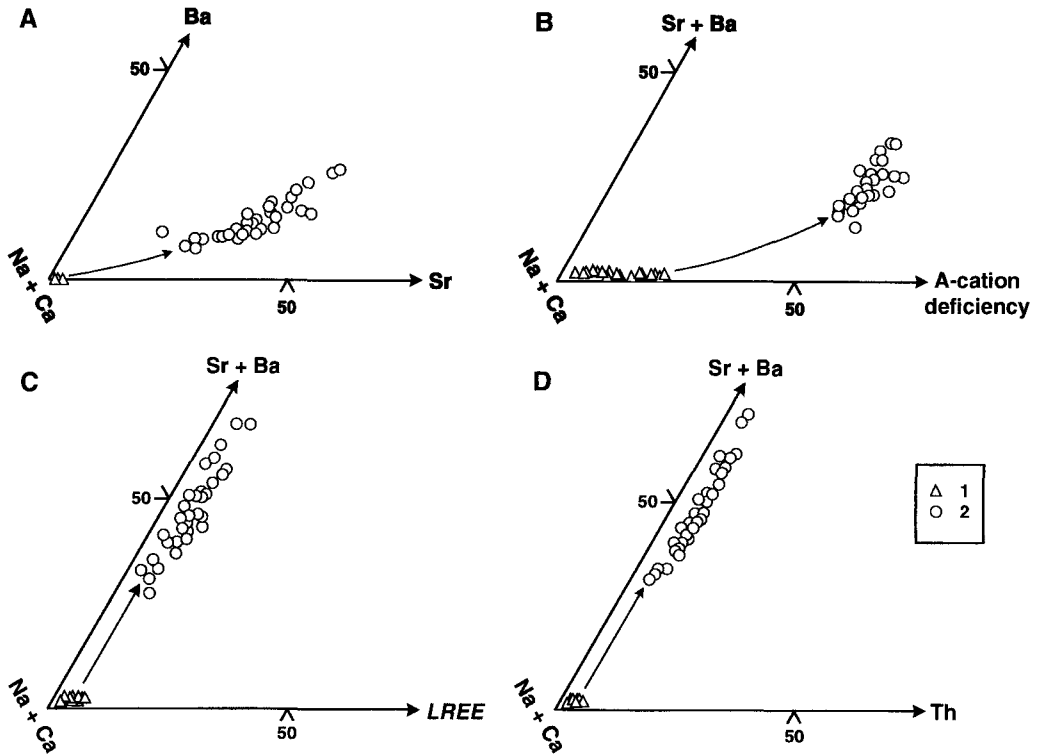 A
Ba
50
Na + Ca
Sr
50
B
Sr + Ba
50
Na + Ca
A-cation
deficiency
50
C
Sr + Ba
50
Na + Ca
LREE
50
D
Sr + Ba
50
Na + Ca
Th
50
1
2